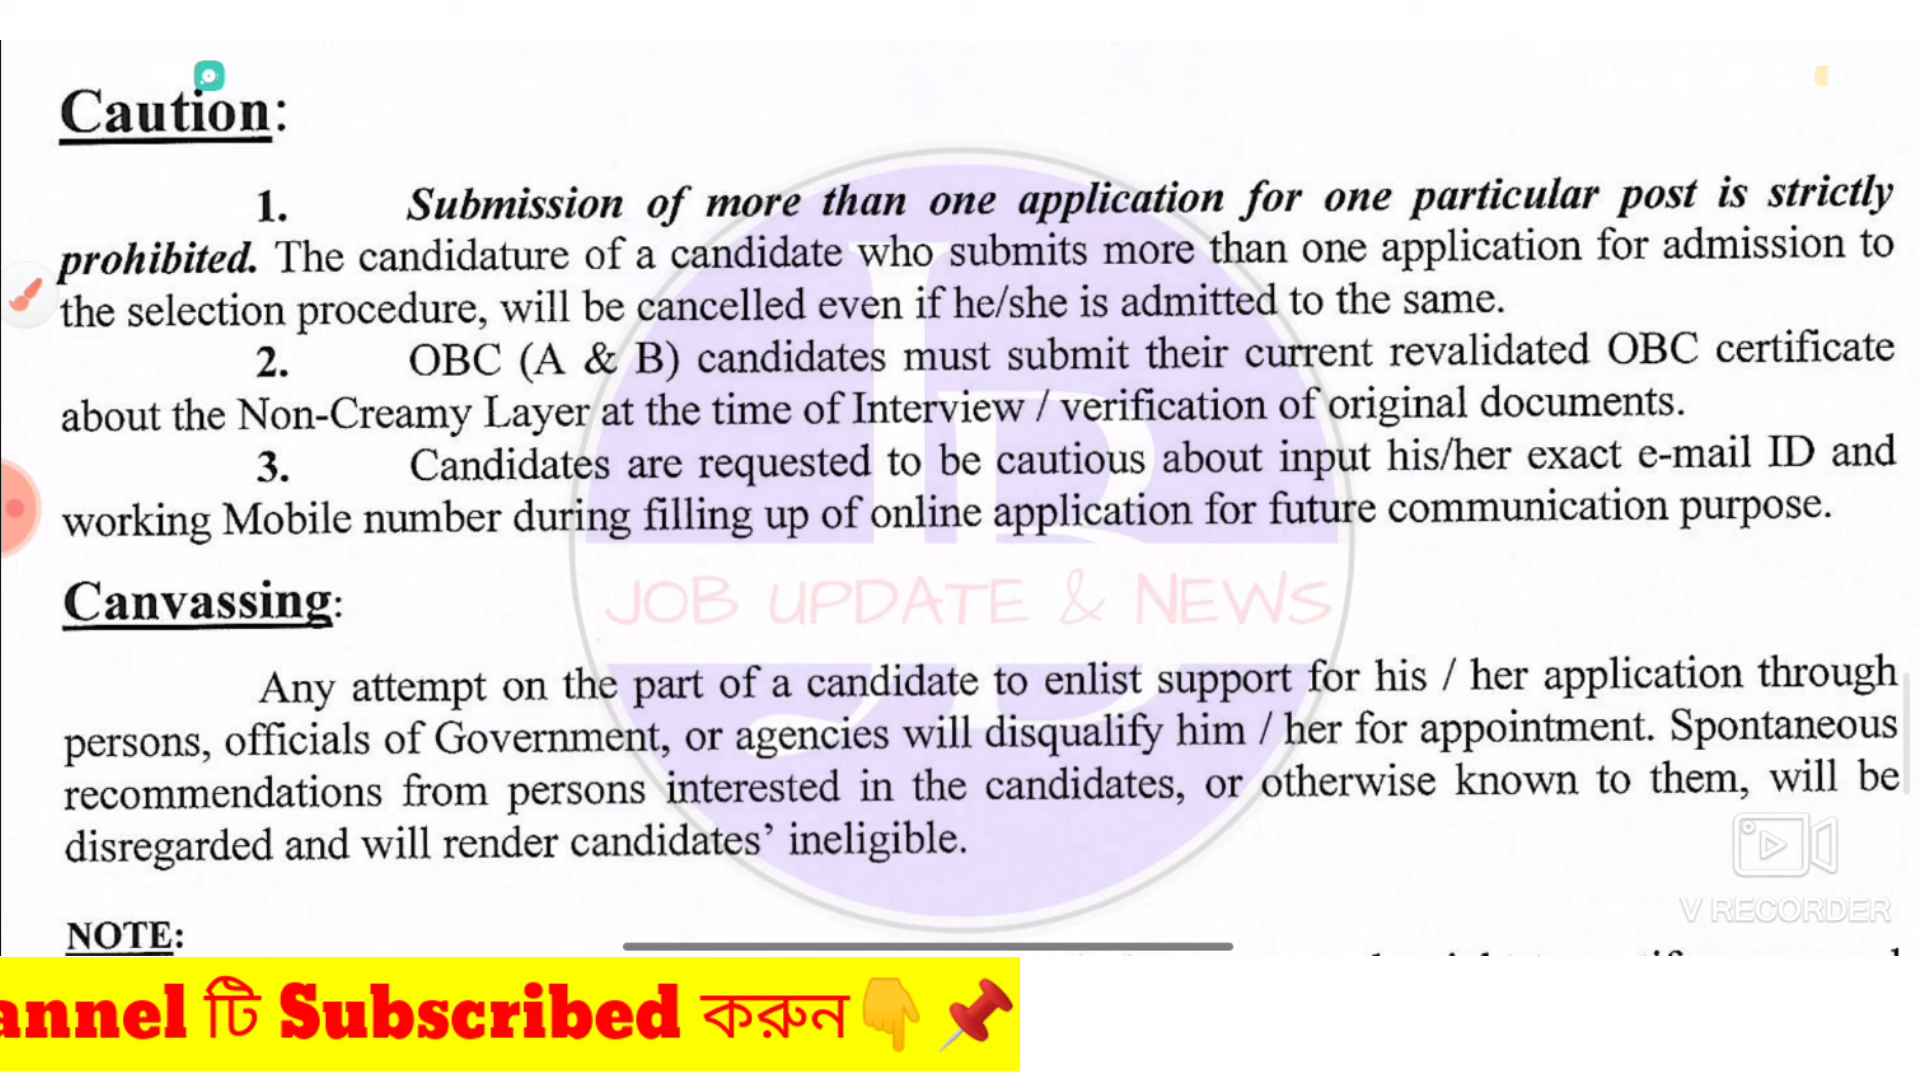 Caution:
1. Submission of more than one application for one particular post is strictly
prohibited. The candidature of a candidate who submits more than one application for admission to
the selection procedure, will be cancelled even if he/she is admitted to the same.
2. OBC (A & B) candidates must submit their current revalidated OBC certificate
about the Non-Creamy Layer at the time of Interview / verification of original documents.
3. Candidates are requested to be cautious about input his/her exact e-mail ID and
working Mobile number during filling up of online application for future communication purpose.
JOB UPDATE & NEWS
Canvassing:
Any attempt on the part of a candidate to enlist support for his / her application through
persons, officials of Government, or agencies will disqualify him / her for appointment. Spontaneous
recommendations from persons interested in the candidates, or otherwise known to them, will be
disregarded and will render candidates’ ineligible.
V RECORDER
NOTE:
annel টি Subscribed করুন👇📌